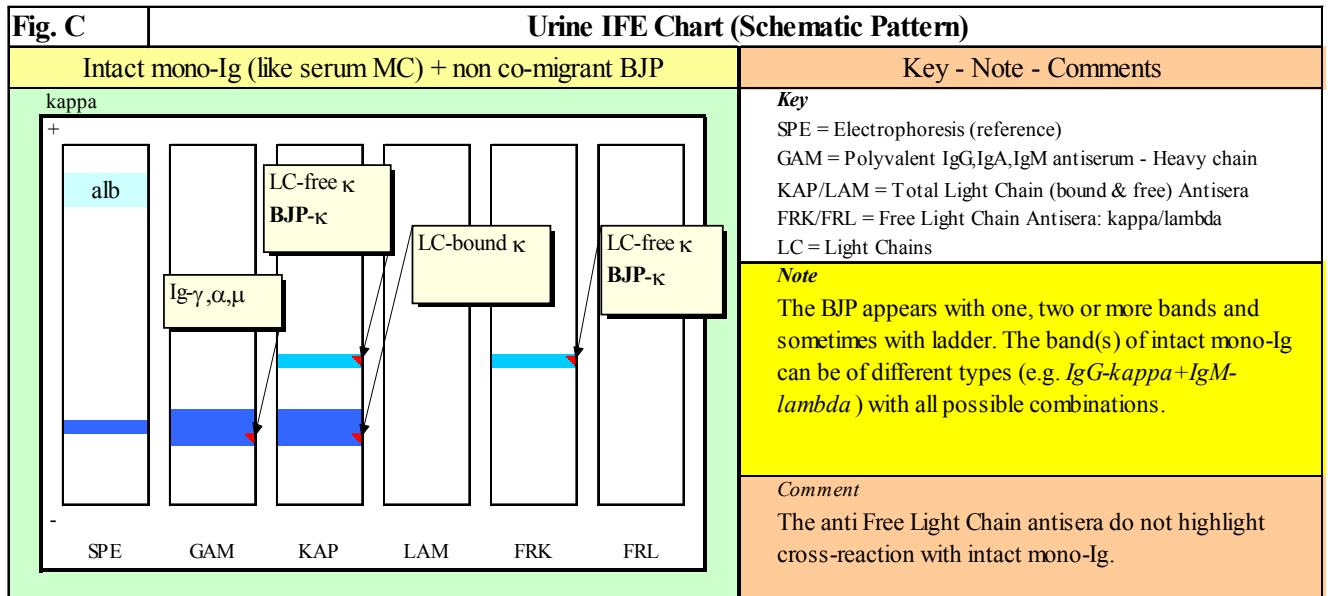 Fig. C
Urine IFE Chart (Schematic Pattern)
Intact mono-Ig (like serum MC) + non co-migrant BJP
kappa
+
alb
LC-free κ
BJP-κ
LC-bound κ
LC-free κ
BJP-κ
Ig-γ,α,μ
-
SPE GAM KAP LAM FRK FRL
Key - Note - Comments
Key
SPE = Electrophoresis (reference)
GAM = Polyvalent IgG,IgA,IgM antiserum - Heavy chain
KAP/LAM = Total Light Chain (bound & free) Antisera
FRK/FRL = Free Light Chain Antisera: kappa/lambda
LC = Light Chains
Note
The BJP appears with one, two or more bands and
sometimes with ladder. The band(s) of intact mono-Ig
can be of different types (e.g. IgG-kappa+IgM-
lambda ) with all possible combinations.
Comment
The anti Free Light Chain antisera do not highlight
cross-reaction with intact mono-Ig.